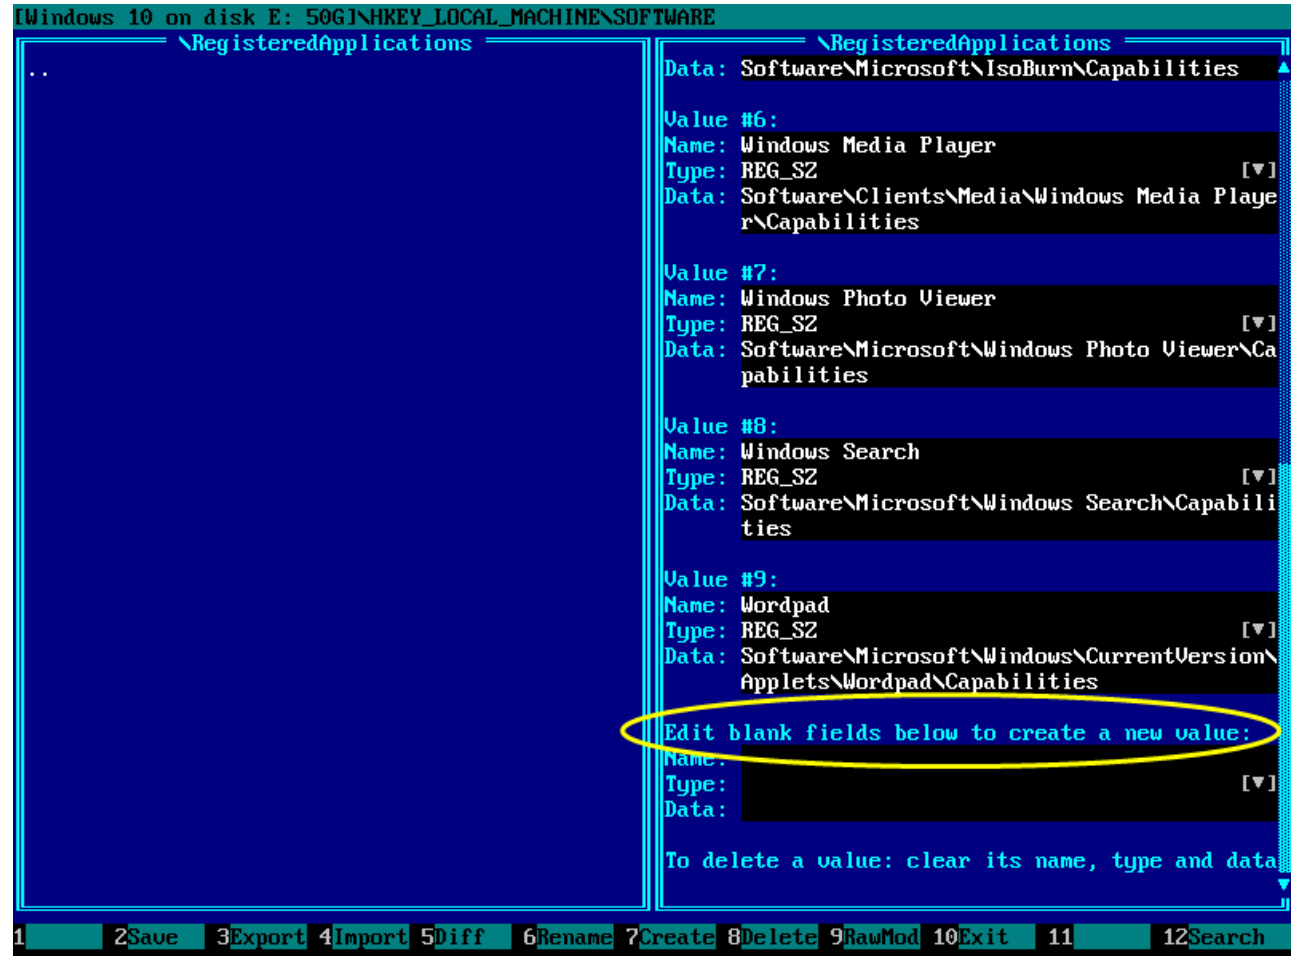 [Windows 10 on disk E: 50G]\HKEY_LOCAL_MACHINE\SOFTWARE
\RegisteredApplications
..
\RegisteredApplications
Data: Software\Microsoft\IsoBurn\Capabilities
Value #6:
Name: Windows Media Player
Type: REG_SZ [▼]
Data: Software\Clients\Media\Windows Media Playe
r\Capabilities
Value #7:
Name: Windows Photo Viewer
Type: REG_SZ [▼]
Data: Software\Microsoft\Windows Photo Viewer\Ca
pabilities
Value #8:
Name: Windows Search
Type: REG_SZ [▼]
Data: Software\Microsoft\Windows Search\Capabili
ties
Value #9:
Name: Wordpad
Type: REG_SZ [▼]
Data: Software\Microsoft\Windows\CurrentVersion\
Applets\Wordpad\Capabilities
Edit blank fields below to create a new value:
Name:
Type: [▼]
Data:
To delete a value: clear its name, type and data
1 2Save 3Export 4Import 5Diff 6Rename 7Create 8Delete 9RawMod 10Exit 11 12Search